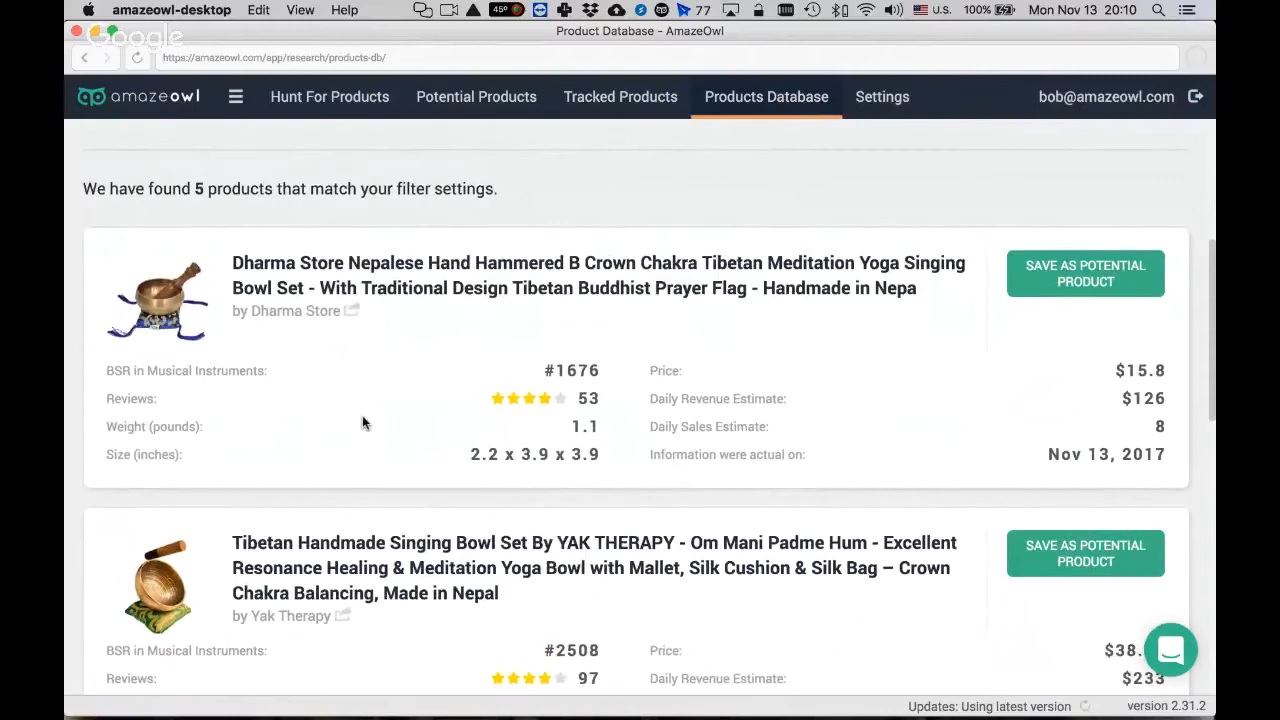 amazeowl-desktop Edit View Help 45° 77 U.S. 100% Mon Nov 13 20:10
Google
Product Database - AmazeOwl
https://amazeowl.com/app/research/products-db/
amazeowl Hunt For Products Potential Products Tracked Products Products Database Settings bob@amazeowl.com
We have found 5 products that match your filter settings.
Dharma Store Nepalese Hand Hammered B Crown Chakra Tibetan Meditation Yoga Singing
Bowl Set - With Traditional Design Tibetan Buddhist Prayer Flag - Handmade in Nepa
by Dharma Store
SAVE AS POTENTIAL
PRODUCT
BSR in Musical Instruments: #1676 Price: $15.8
Reviews: 53 Daily Revenue Estimate: $126
Weight (pounds): 1.1 Daily Sales Estimate: 8
Size (inches): 2.2 x 3.9 x 3.9 Information were actual on: Nov 13, 2017
Tibetan Handmade Singing Bowl Set By YAK THERAPY - Om Mani Padme Hum - Excellent
Resonance Healing & Meditation Yoga Bowl with Mallet, Silk Cushion & Silk Bag – Crown
Chakra Balancing, Made in Nepal
by Yak Therapy
SAVE AS POTENTIAL
PRODUCT
BSR in Musical Instruments: #2508 Price: $38.
Reviews: 97 Daily Revenue Estimate: $233
Updates: Using latest version version 2.31.2